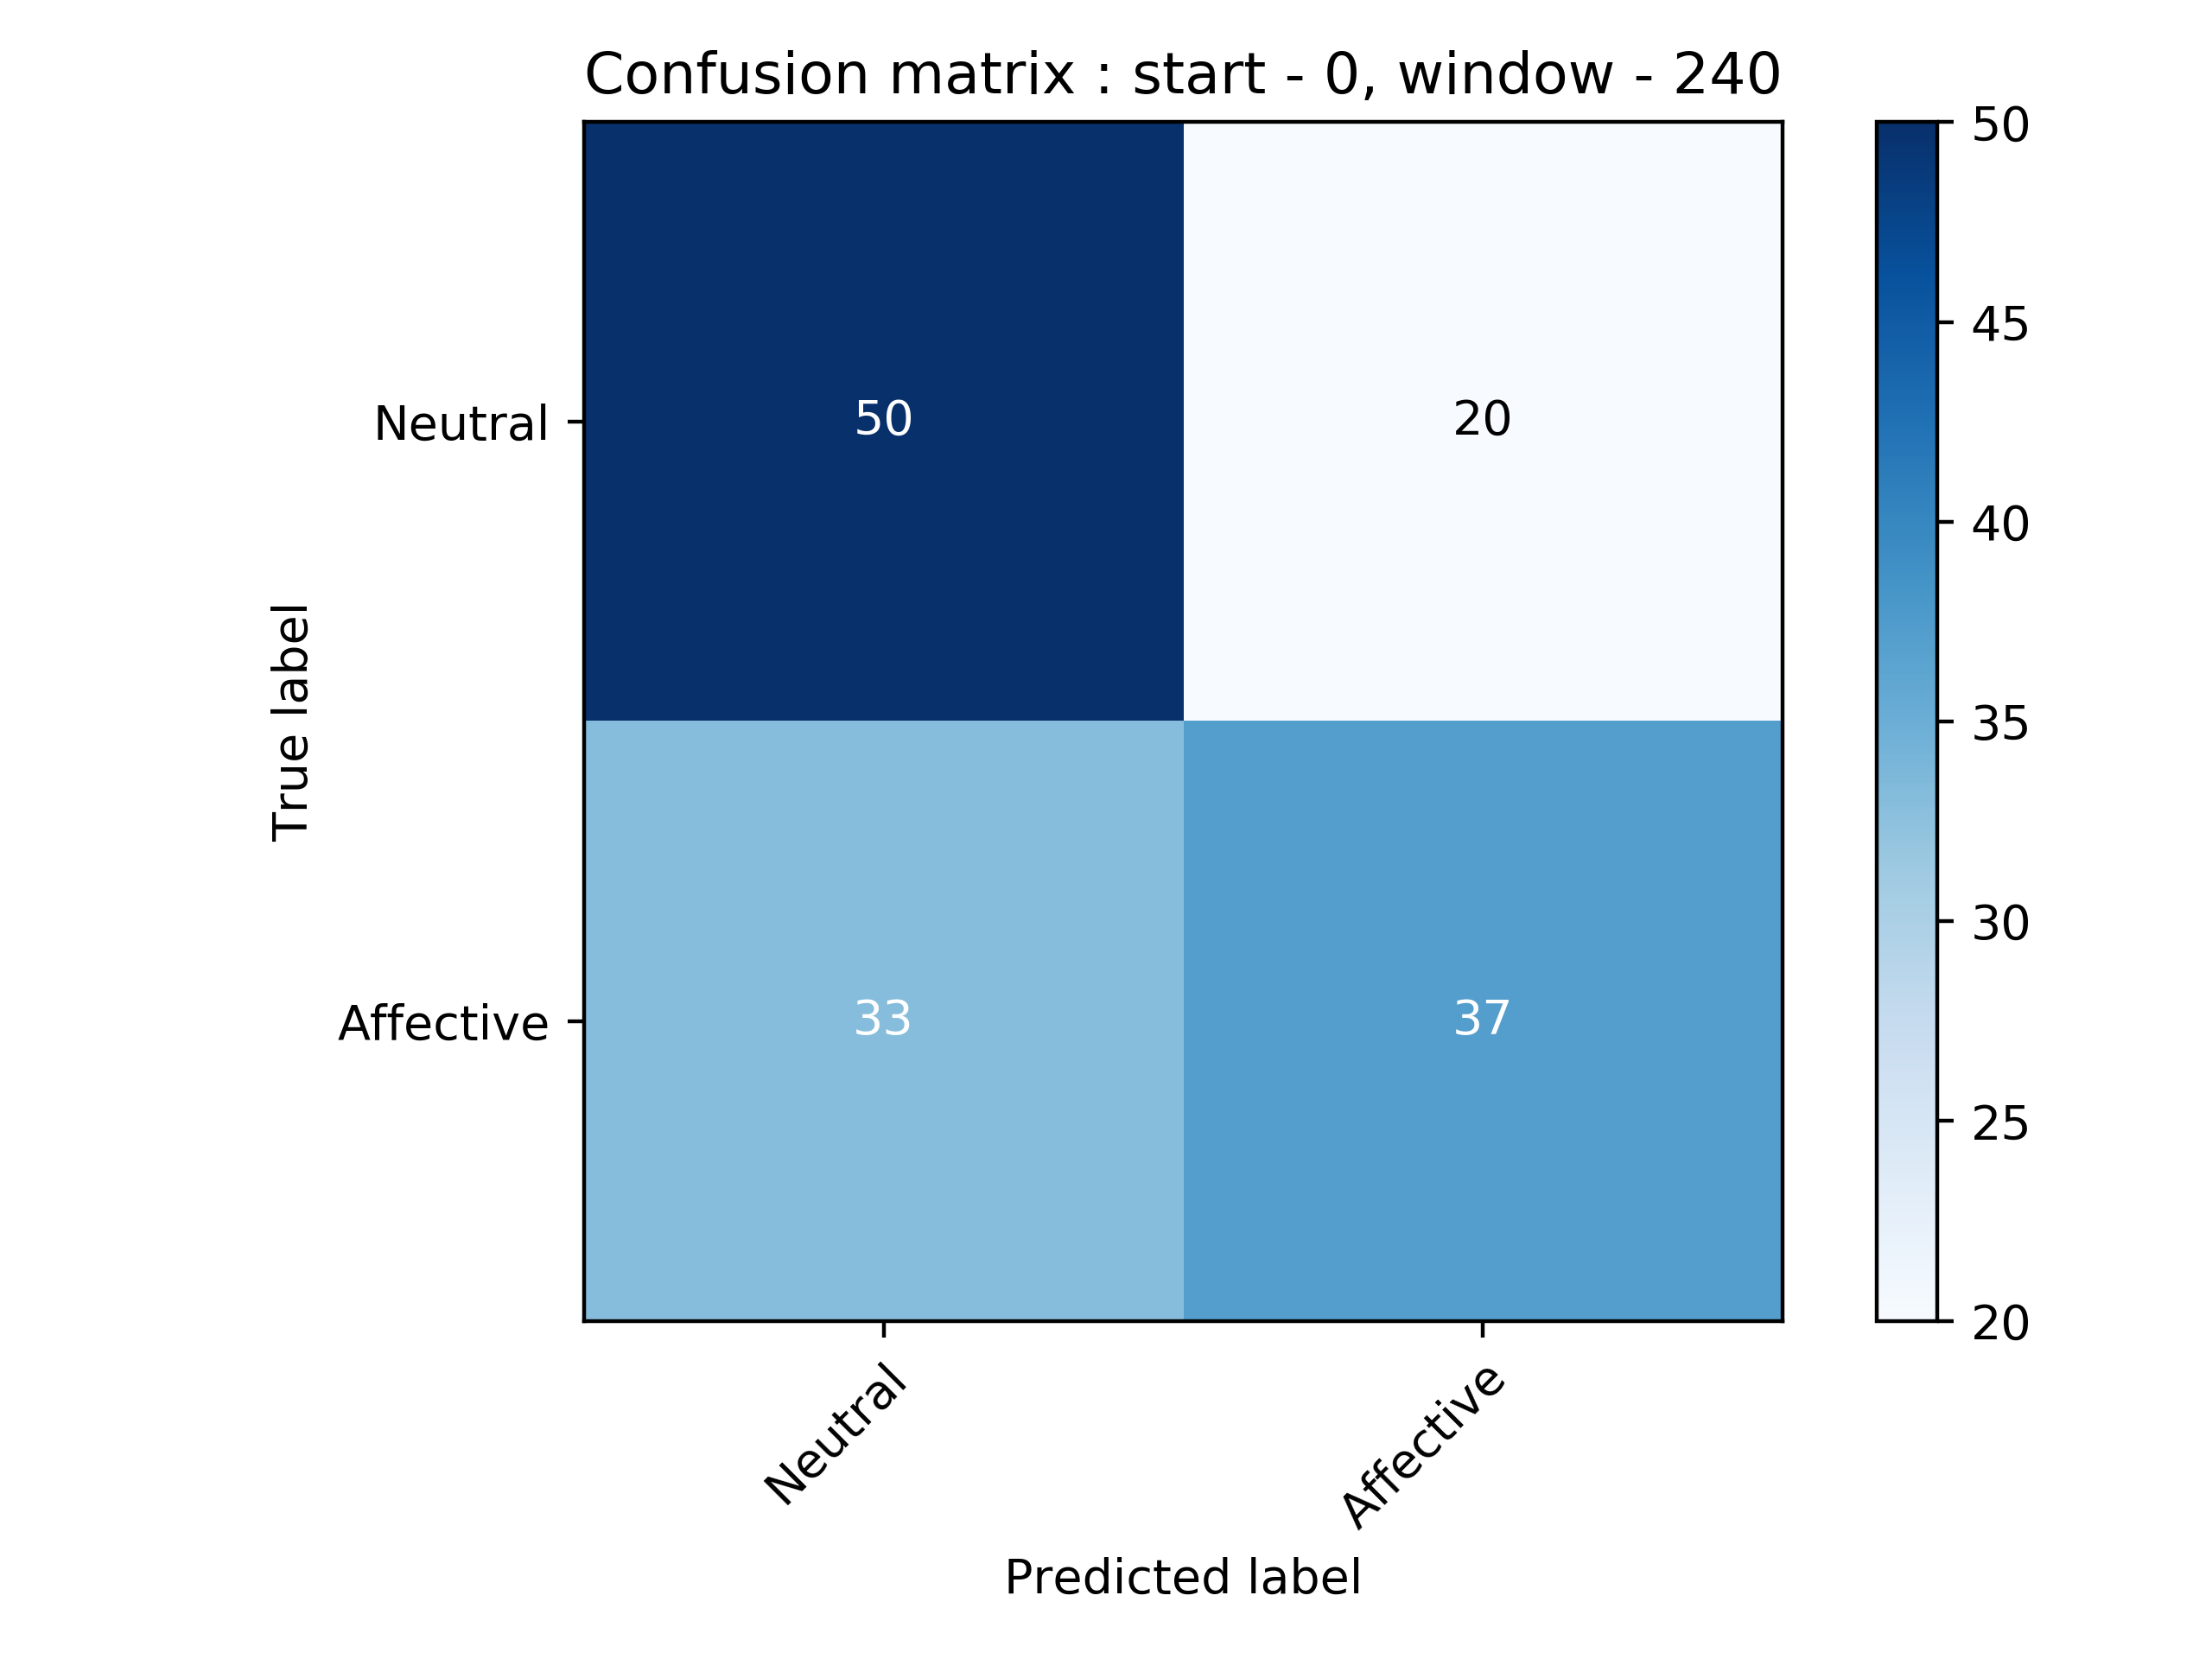 Confusion matrix : start - 0, window - 240
50
45
40
35
30
25
20
True label
Neutral
50
20
Affective
33
37
Neutral
Affective
Predicted label